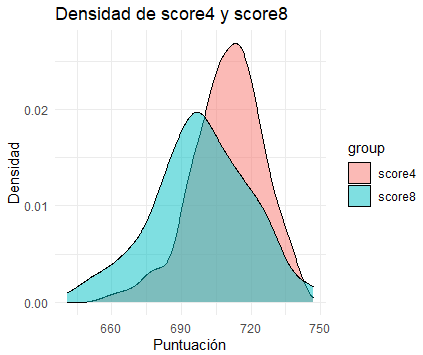 Densidad de score4 y score8
Densidad
0.02
0.01
0.00
660
690
720
750
Puntuación
group
score4
score8